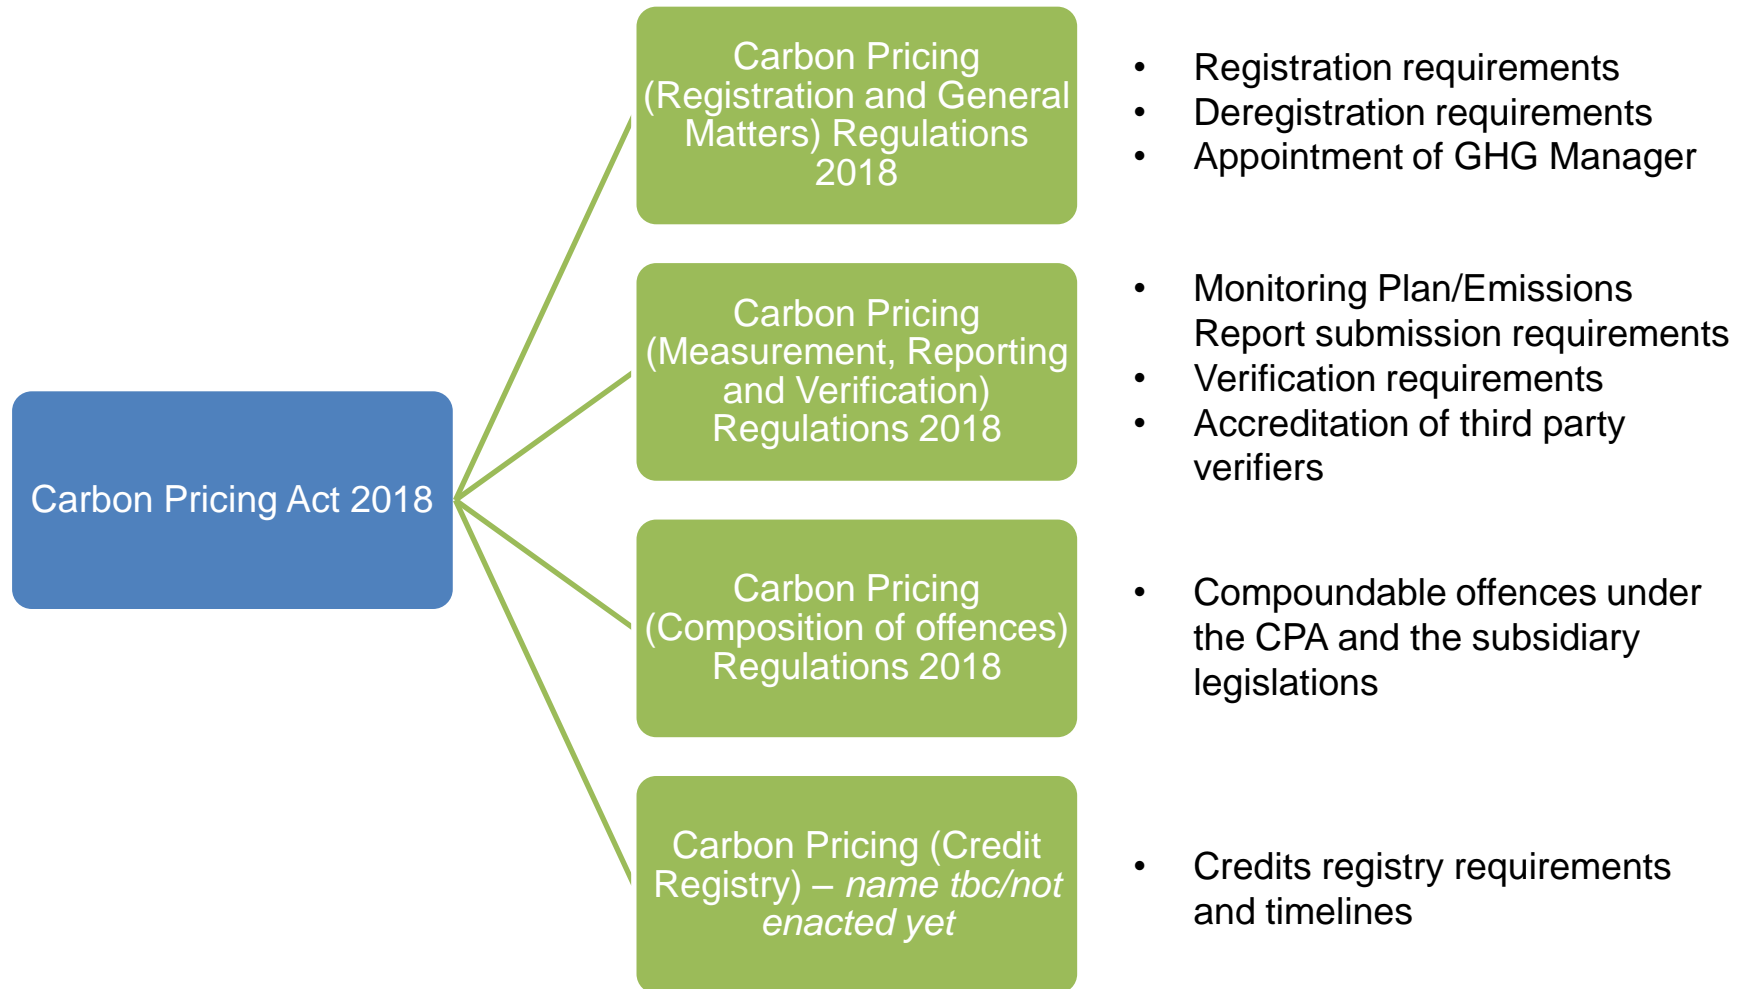 Carbon Pricing Act 2018
Carbon Pricing
(Registration and General
Matters) Regulations
2018
• Registration requirements
• Deregistration requirements
• Appointment of GHG Manager
Carbon Pricing
(Measurement, Reporting
and Verification)
Regulations 2018
• Monitoring Plan/Emissions
Report submission requirements
• Verification requirements
• Accreditation of third party
verifiers
Carbon Pricing
(Composition of offences)
Regulations 2018
• Compoundable offences under
the CPA and the subsidiary
legislations
Carbon Pricing (Credit
Registry) – name tbc/not
enacted yet
• Credits registry requirements
and timelines